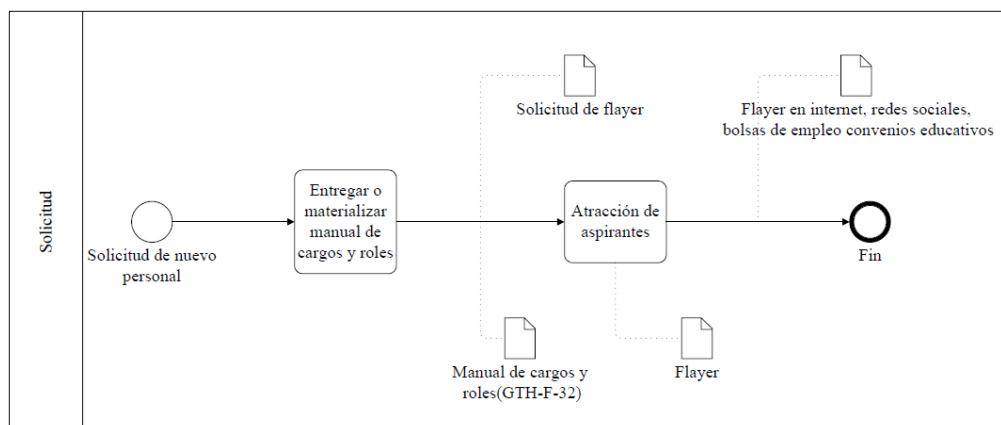 Solicitud
Solicitud de nuevo
personal
Entregar o
materializar
manual de
cargos y roles
Solicitud de flayer
Manual de cargos y
roles(GTH-F-32)
Atracción de
aspirantes
Flayer
Flayer en internet, redes sociales,
bolsas de empleo convenios educativos
Fin